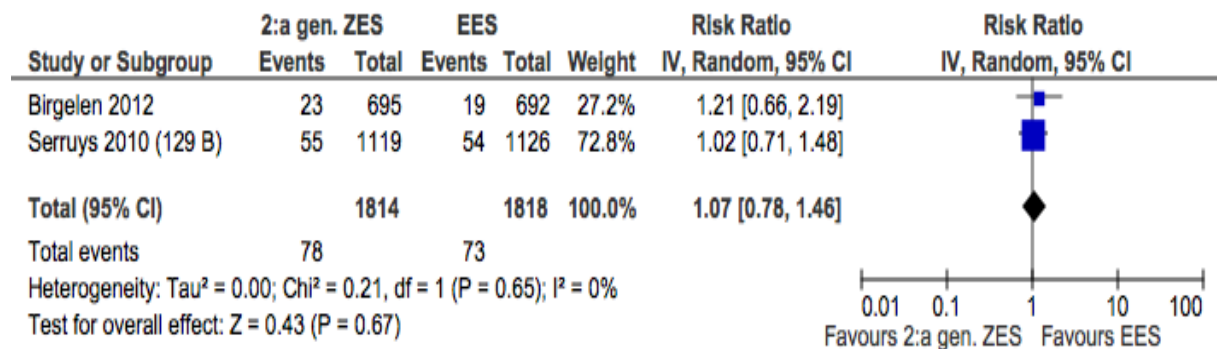 2:a gen. ZES EES Risk Ratio Risk Ratio
Study or Subgroup Events Total Events Total Weight IV, Random, 95% CI IV, Random, 95% CI
Birgelen 2012 23 695 19 692 27.2% 1.21 [0.66, 2.19]
Serruys 2010 (129 B) 55 1119 54 1126 72.8% 1.02 [0.71, 1.48]
Total (95% CI) 1814 1818 100.0% 1.07 [0.78, 1.46]
Total events 78 73
Heterogeneity: Tau² = 0.00; Chi² = 0.21, df = 1 (P = 0.65); I² = 0%
Test for overall effect: Z = 0.43 (P = 0.67)
0.01 0.1 1 10 100
Favours 2:a gen. ZES Favours EES